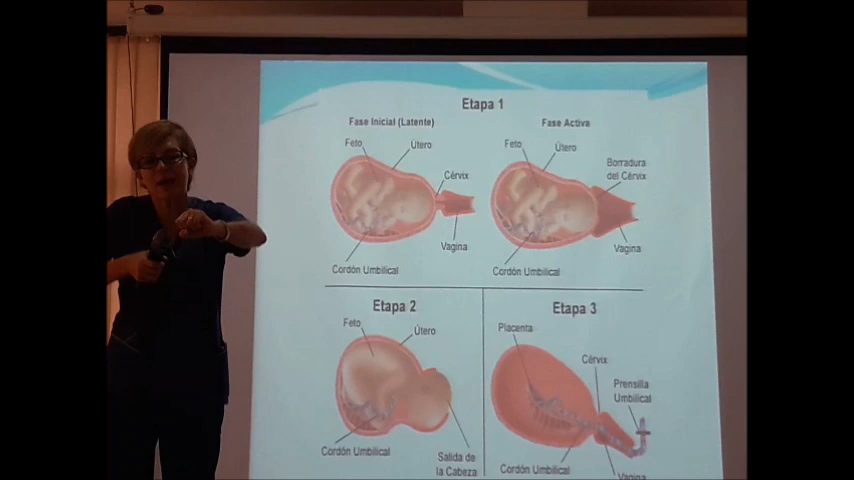 Etapa 1
Fase Inicial (Latente)
Fase Activa
Feto
Útero
Cérvix
Vagina
Cordón Umbilical
Feto
Útero
Borradura
del Cérvix
Vagina
Cordón Umbilical
Etapa 2
Feto
Útero
Cordón Umbilical
Salida de
la Cabeza
Etapa 3
Placenta
Cérvix
Prensilla
Umbilical
Cordón Umbilical
Vagina